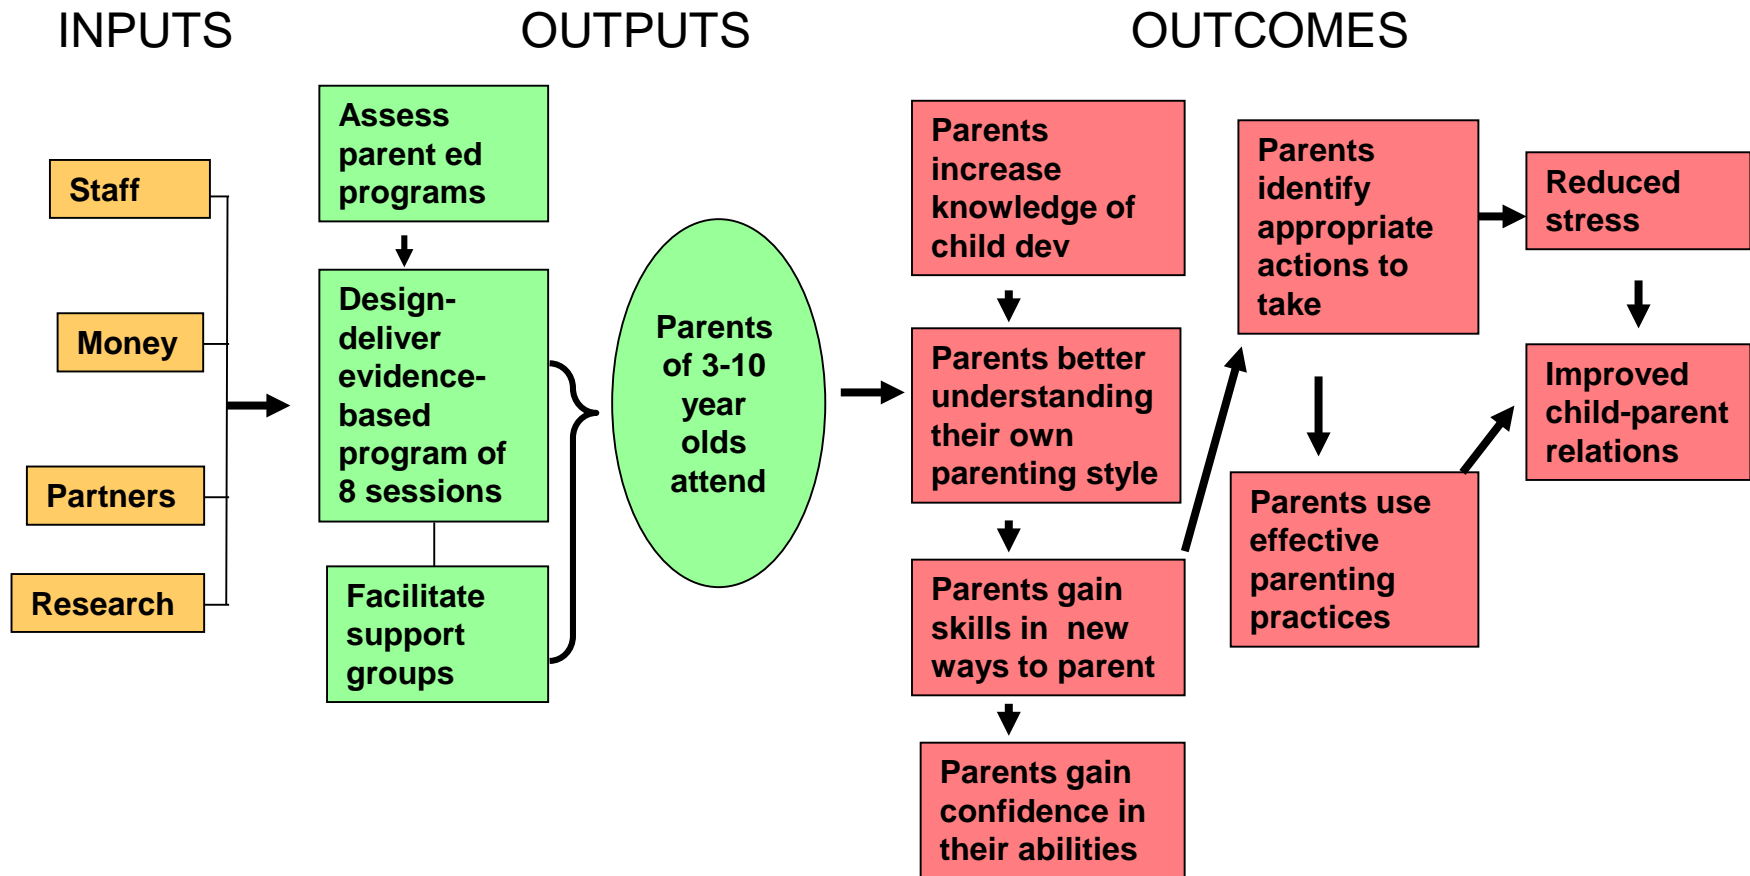 INPUTS
OUTPUTS
OUTCOMES
Staff
Money
Partners
Research
Assess
parent ed
programs
Design-
deliver
evidence-
based
program of
8 sessions
Facilitate
support
groups
Parents
of 3-10
year
olds
attend
Parents
increase
knowledge of
child dev
Parents better
understanding
their own
parenting style
Parents gain
skills in  new
ways to parent
Parents gain
confidence in
their abilities
Parents
identify
appropriate
actions to
take
Parents use
effective
parenting
practices
Reduced
stress
Improved
child-parent
relations